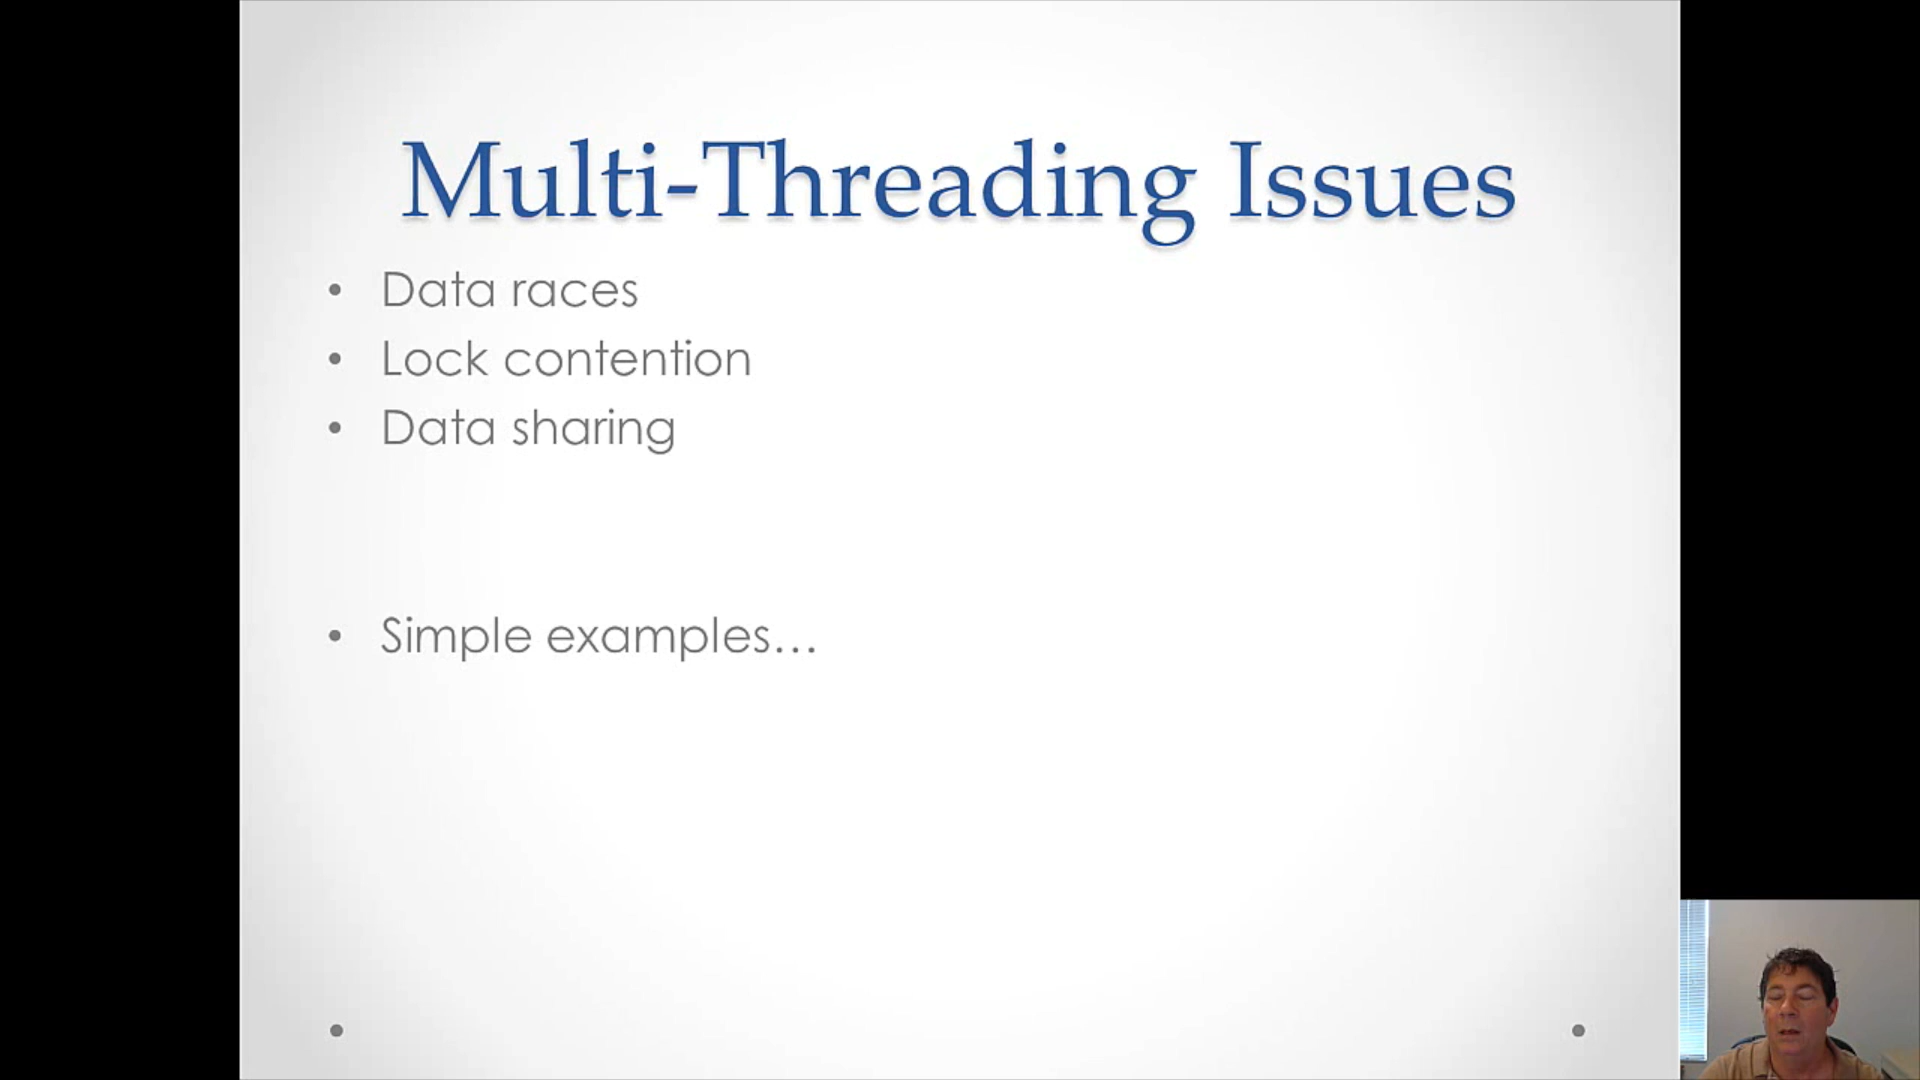 Multi-Threading Issues
• Data races
• Lock contention
• Data sharing
• Simple examples…